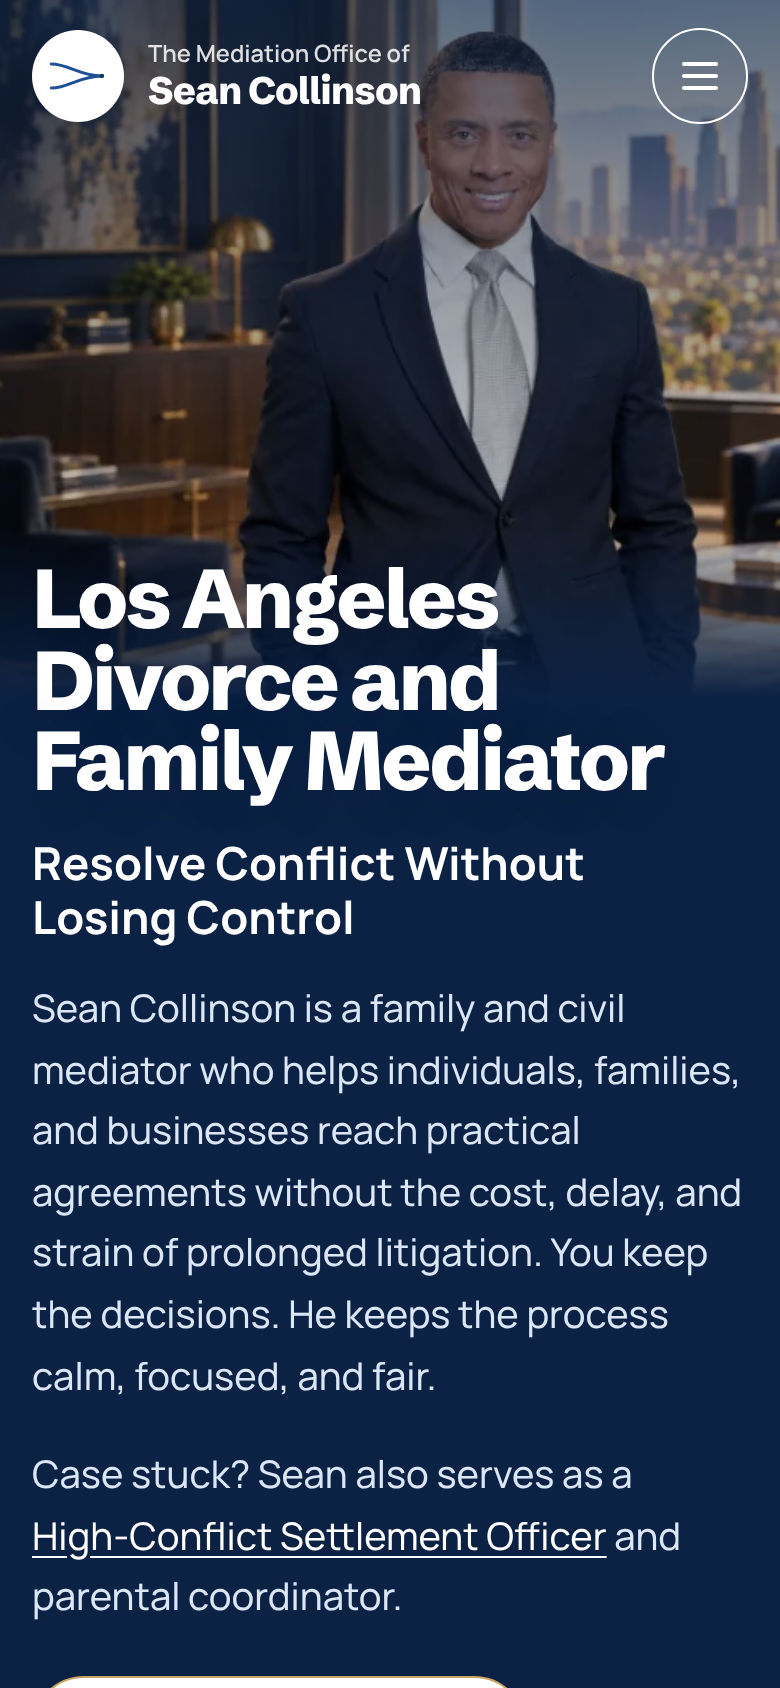 The Mediation Office of
Sean Collinson
Los Angeles
Divorce and
Family Mediator
Resolve Conflict Without
Losing Control
Sean Collinson is a family and civil
mediator who helps individuals, families,
and businesses reach practical
agreements without the cost, delay, and
strain of prolonged litigation. You keep
the decisions. He keeps the process
calm, focused, and fair.
Case stuck? Sean also serves as a
High-Conflict Settlement Officer and
parental coordinator.